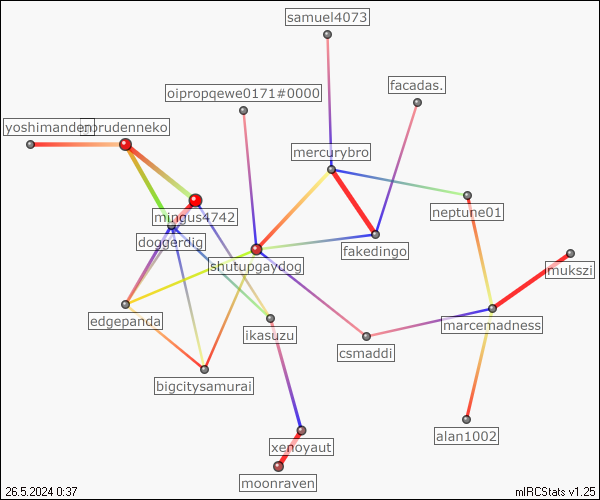 samuel4073
oipropqewe0171#0000
facadas.
yoshimanden
prudenneko
mercurybro
mingus4742
neptune01
doggerdig
fakedingo
shutupgaydog
mukszi
edgepanda
ikasuzu
marcemadness
csmaddi
bigcitysamurai
alan1002
xenoyaut
moonraven
26.5.2024 0:37
mIRCStats v1.25